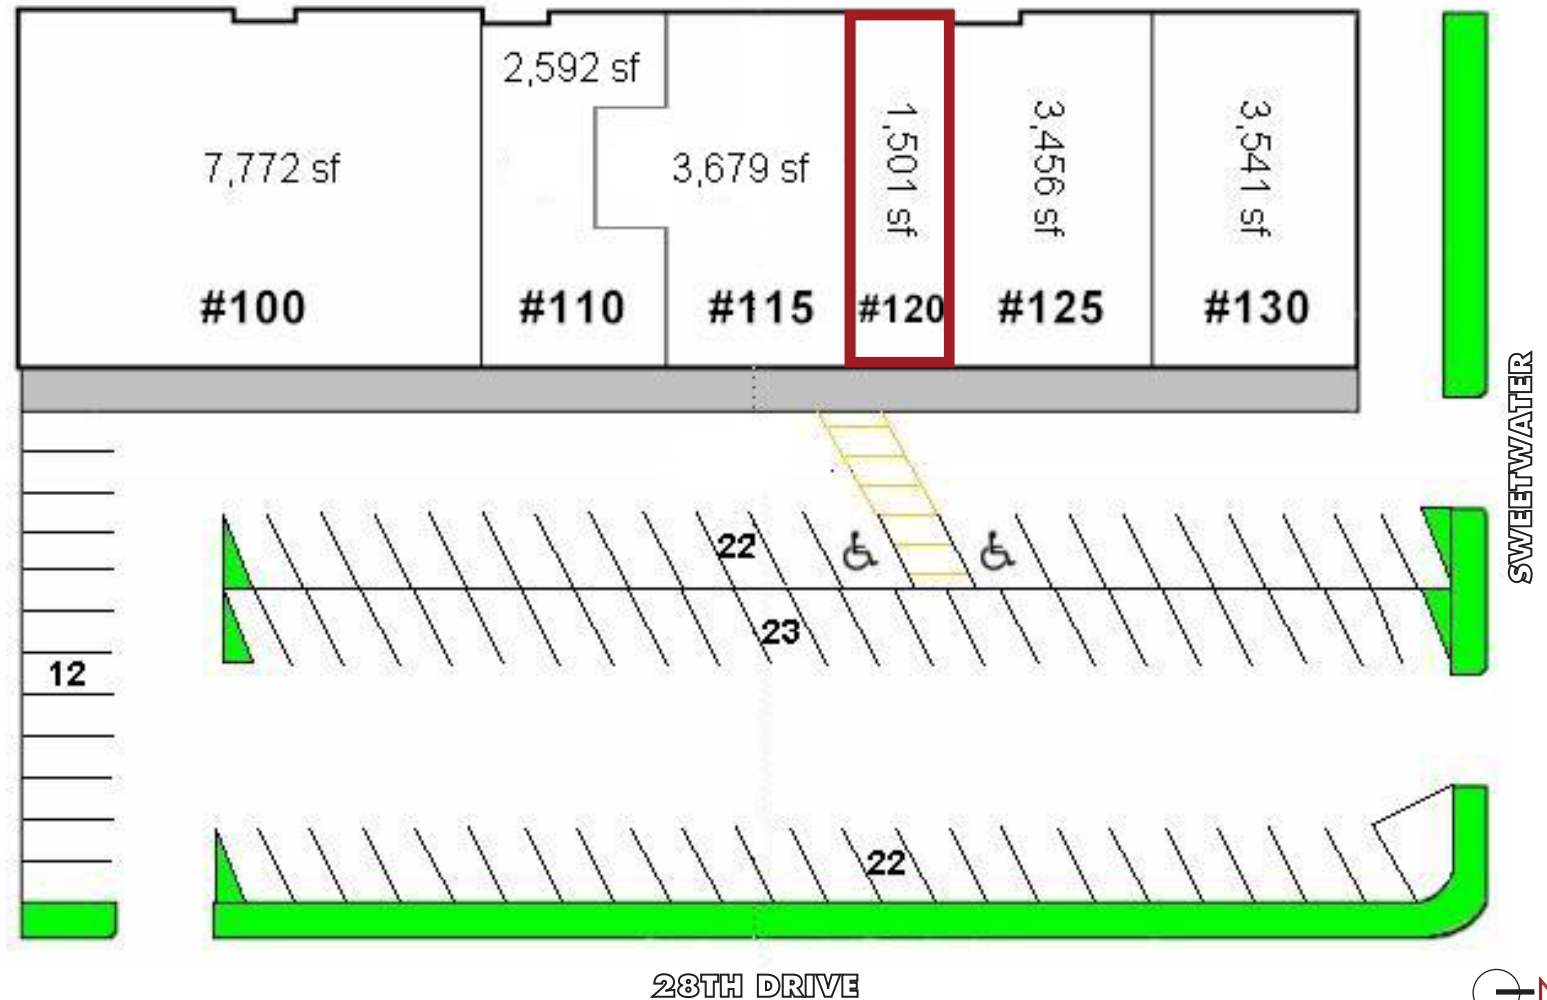 2,592 sf
7,772 sf
3,679 sf
1,501 sf
3,456 sf
3,541 sf
#100
#110
#115
#120
#125
#130
SWEETWATER
22
23
12
22
28TH DRIVE